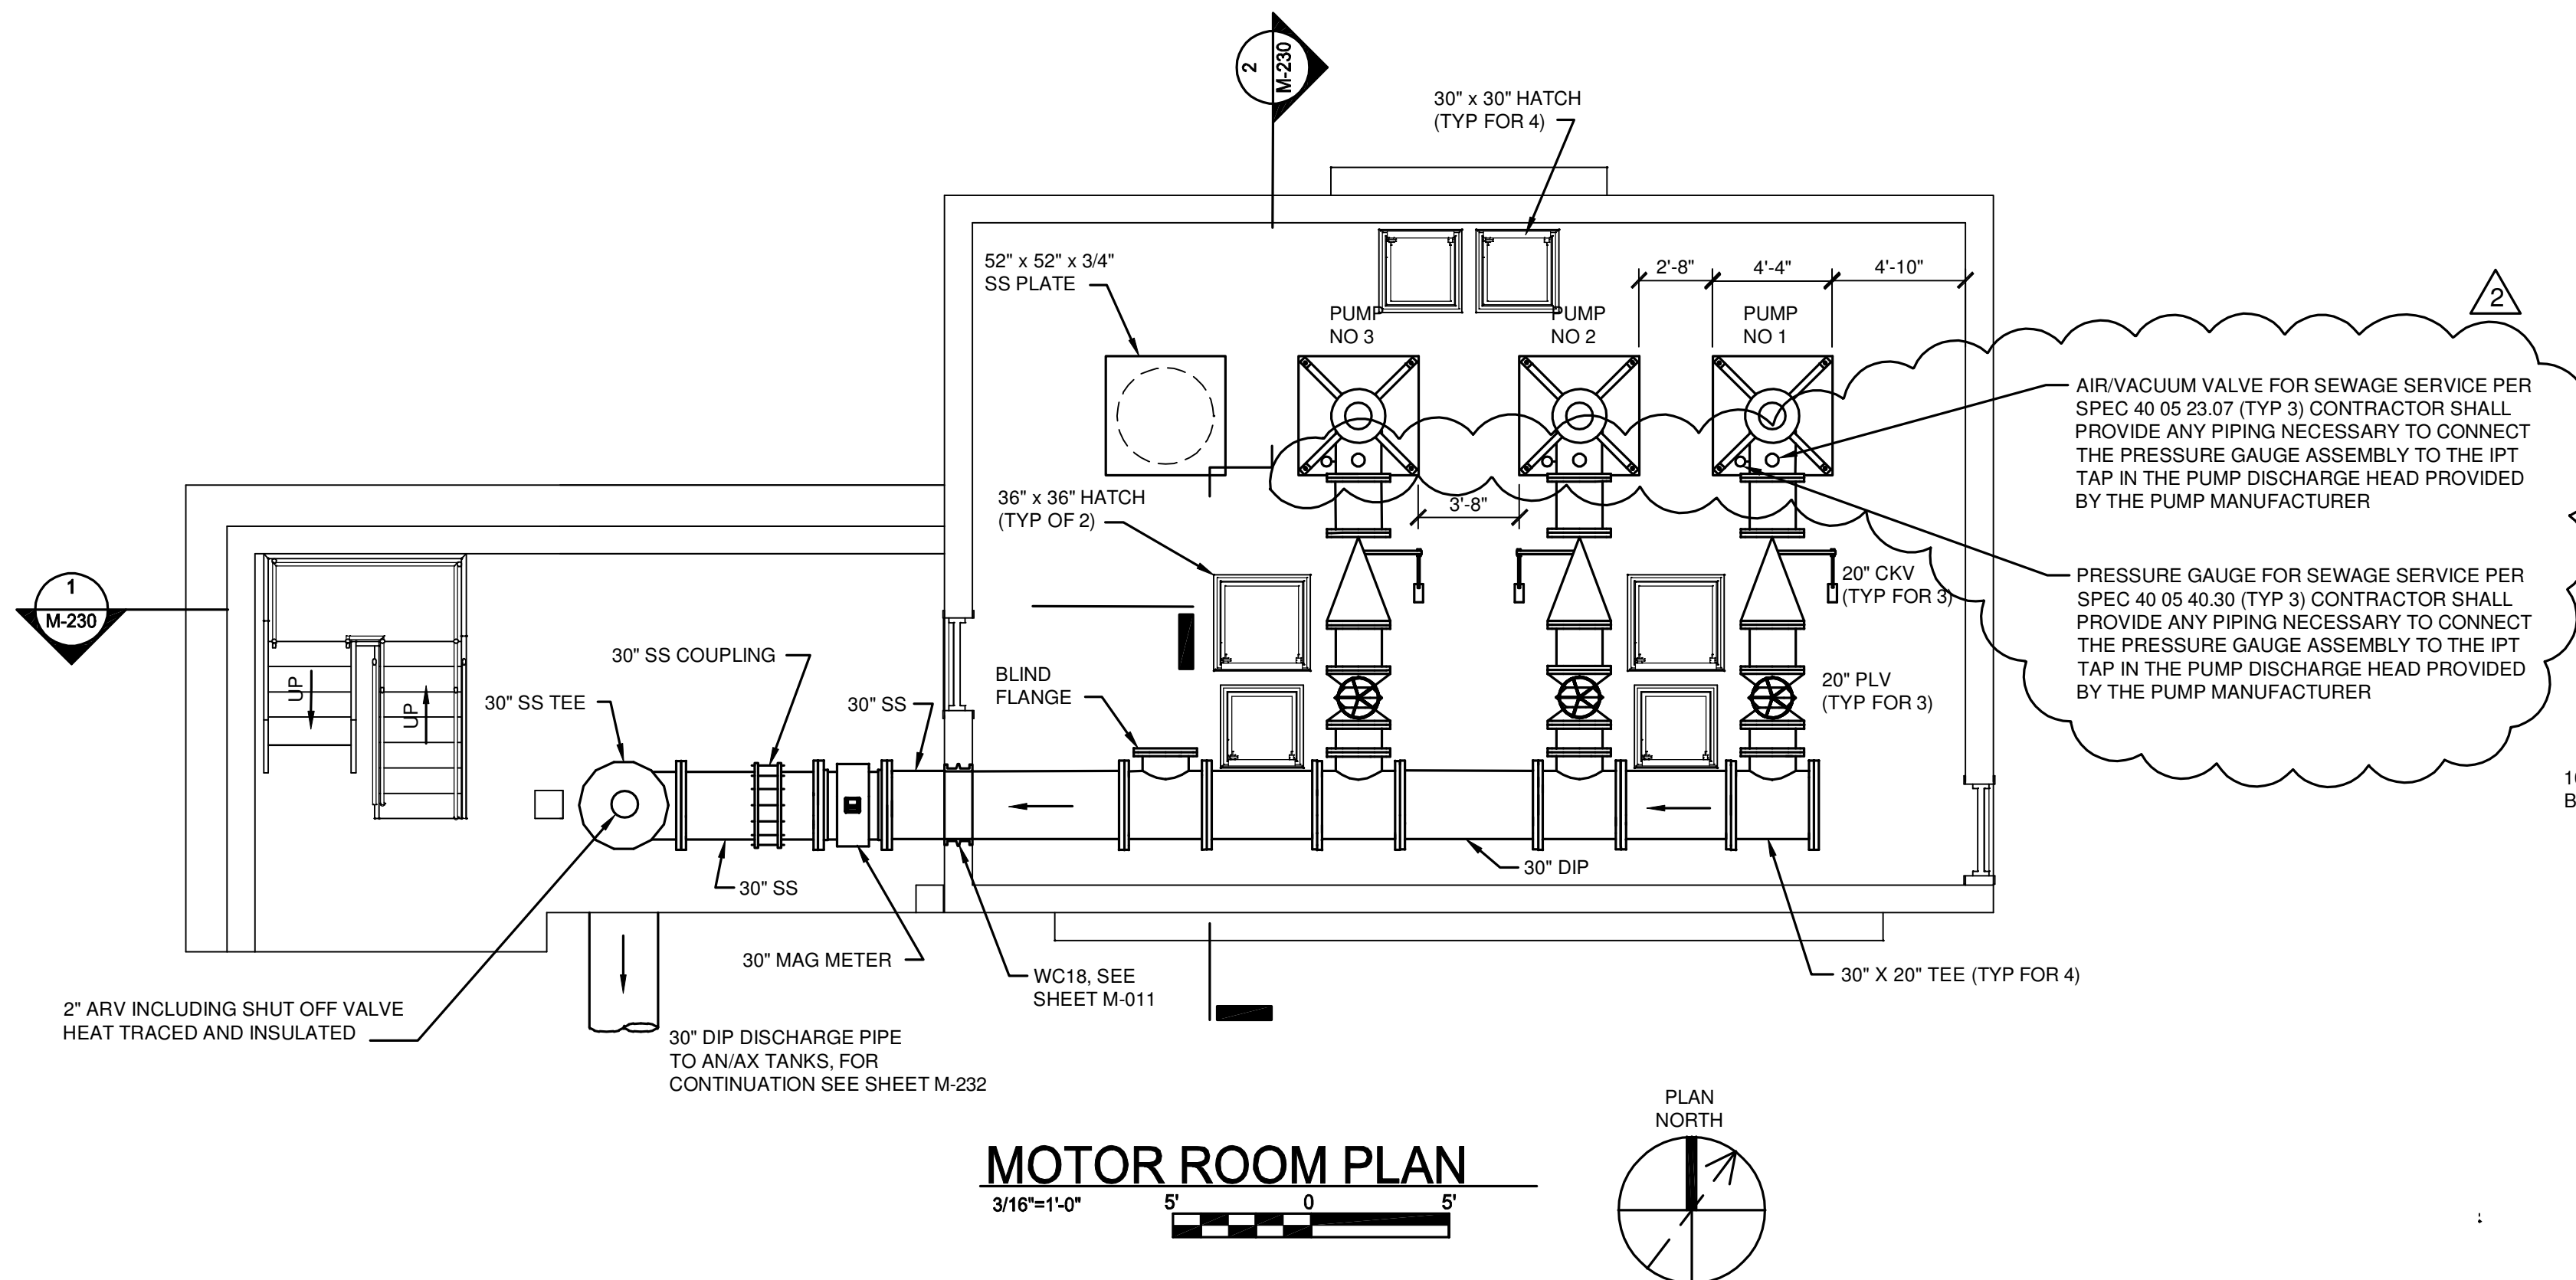 2
M-230
30" x 30" HATCH
(TYP FOR 4)
52" x 52" x 3/4"
SS PLATE
2'-8"
4'-4"
4'-10"
2
PUMP
NO 3
PUMP
NO 2
PUMP
NO 1
AIR/VACUUM VALVE FOR SEWAGE SERVICE PER
SPEC 40 05 23.07 (TYP 3) CONTRACTOR SHALL
PROVIDE ANY PIPING NECESSARY TO CONNECT
THE PRESSURE GAUGE ASSEMBLY TO THE IPT
TAP IN THE PUMP DISCHARGE HEAD PROVIDED
BY THE PUMP MANUFACTURER
36" x 36" HATCH
(TYP OF 2)
3'-8"
1
M-230
20" CKV
(TYP FOR 3)
PRESSURE GAUGE FOR SEWAGE SERVICE PER
SPEC 40 05 40.30 (TYP 3) CONTRACTOR SHALL
PROVIDE ANY PIPING NECESSARY TO CONNECT
THE PRESSURE GAUGE ASSEMBLY TO THE IPT
TAP IN THE PUMP DISCHARGE HEAD PROVIDED
BY THE PUMP MANUFACTURER
UP
UP
30" SS COUPLING
30" SS TEE
30" SS
BLIND
FLANGE
20" PLV
(TYP FOR 3)
30" SS
30" DIP
30" MAG METER
WC18, SEE
SHEET M-011
30" X 20" TEE (TYP FOR 4)
2" ARV INCLUDING SHUT OFF VALVE
HEAT TRACED AND INSULATED
30" DIP DISCHARGE PIPE
TO AN/AX TANKS, FOR
CONTINUATION SEE SHEET M-232
PLAN
NORTH
MOTOR ROOM PLAN
3/16"=1'-0"
5'
0
5'